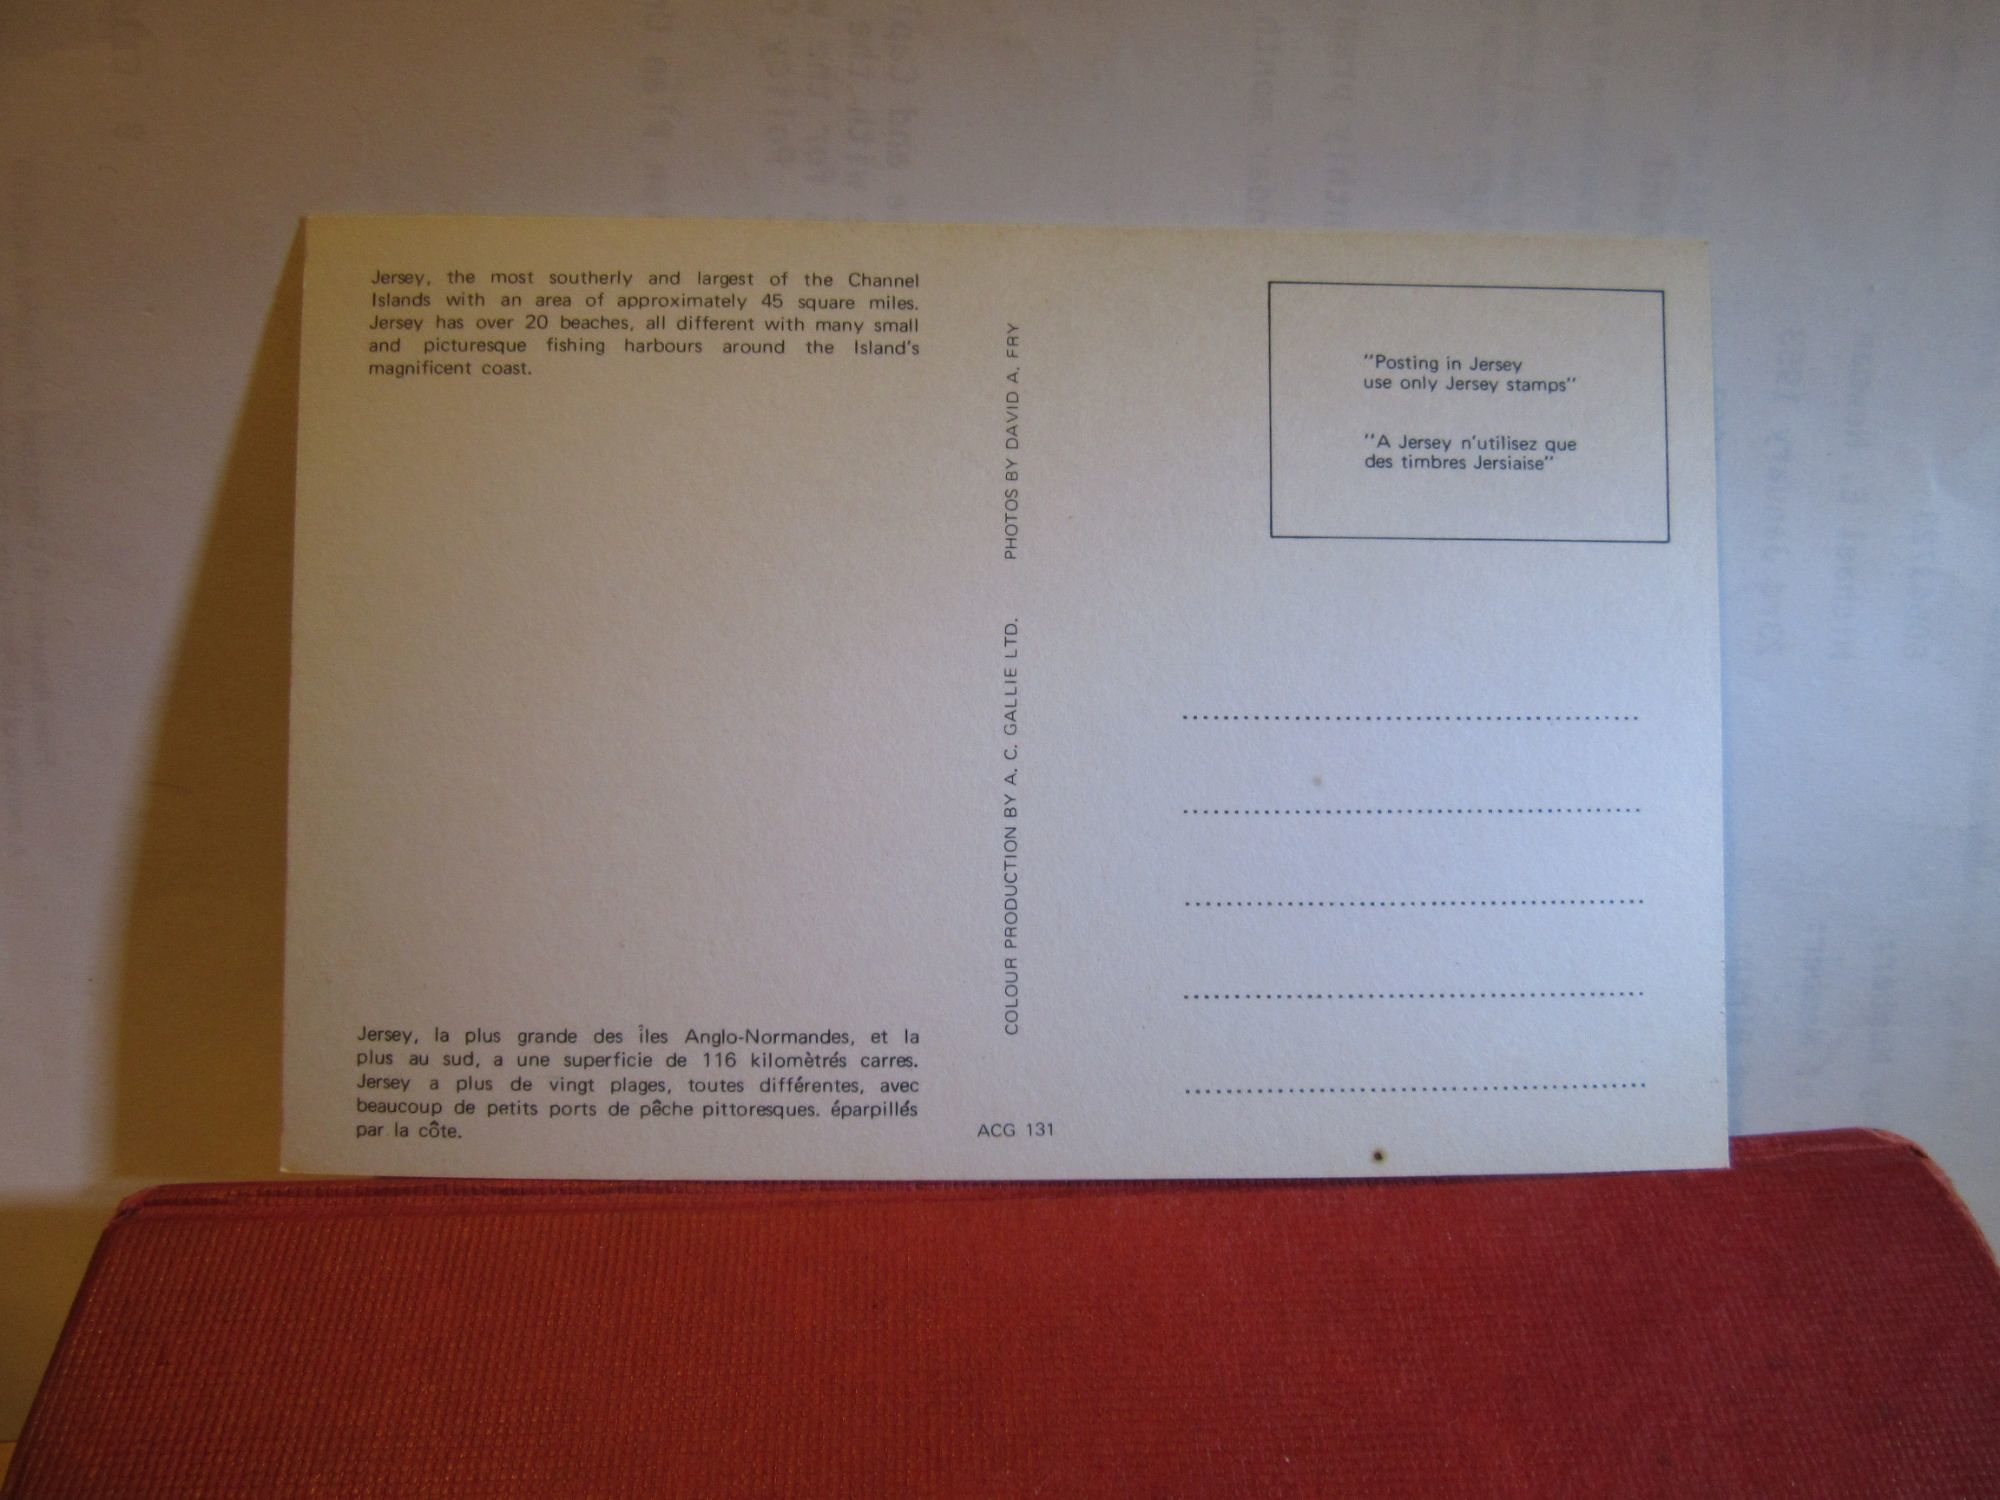 Jersey, the most southerly and largest of the Channel
Islands with an area of approximately 45 square miles.
Jersey has over 20 beaches, all different with many small
and picturesque fishing harbours around the Island's
magnificent coast.
Jersey, la plus grande des îles Anglo-Normandes, et la
plus au sud, a une superficie de 116 kilomètrés carres.
Jersey a plus de vingt plages, toutes différentes, avec
beaucoup de petits ports de pêche pittoresques. éparpillés
par la côte.
COLOUR PRODUCTION BY A. C. GALLIE LTD. PHOTOS BY DAVID A. FRY
ACG 131
"Posting in Jersey
use only Jersey stamps"
"A Jersey n'utilisez que
des timbres Jersiaise"